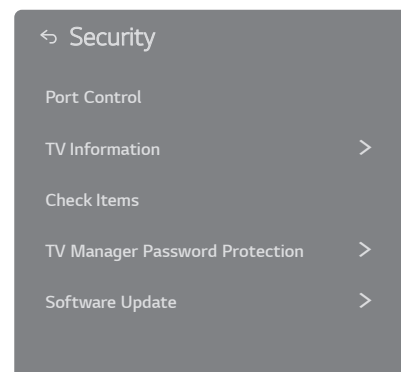 Security
Port Control
TV Information
Check Items
TV Manager Password Protection
Software Update